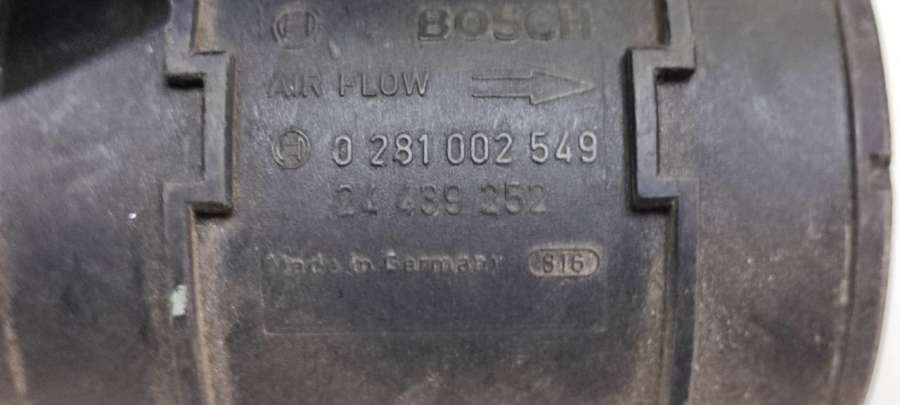 BOSCH
AIR FLOW
0 281 002 549
24 439 252
Made in Germany 816